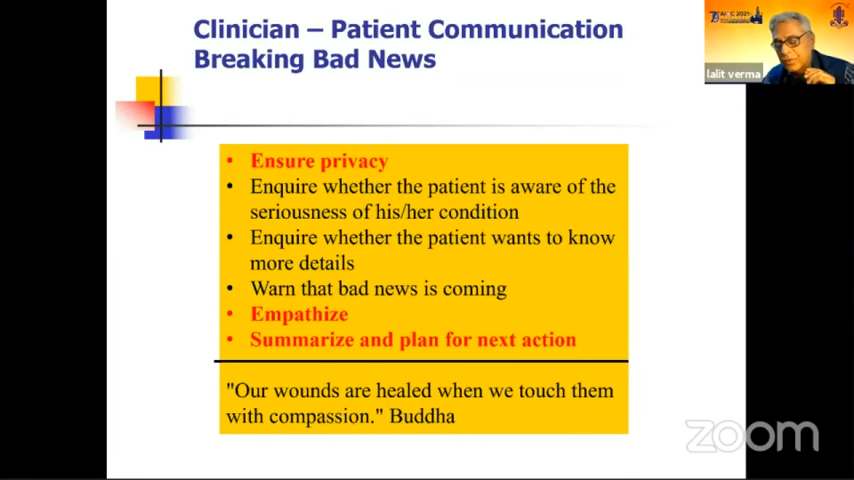 Clinician – Patient Communication
Breaking Bad News
• Ensure privacy
• Enquire whether the patient is aware of the
seriousness of his/her condition
• Enquire whether the patient wants to know
more details
• Warn that bad news is coming
• Empathize
• Summarize and plan for next action
"Our wounds are healed when we touch them
with compassion." Buddha
lalit verma
zoom